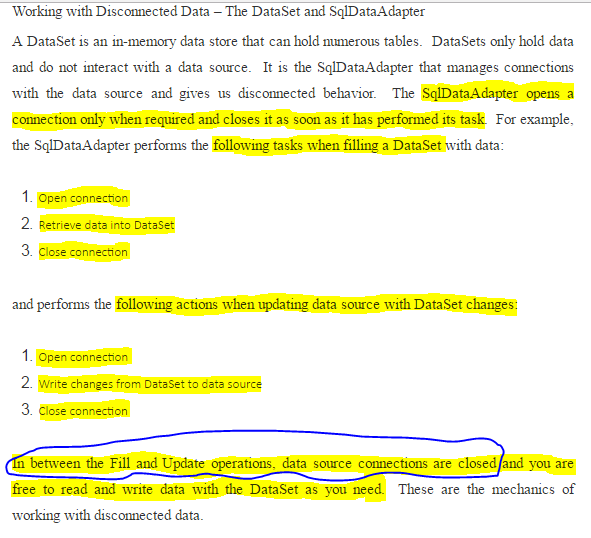 Working with Disconnected Data – The DataSet and SqlDataAdapter
A DataSet is an in-memory data store that can hold numerous tables. DataSets only hold data
and do not interact with a data source. It is the SqlDataAdapter that manages connections
with the data source and gives us disconnected behavior. The SqlDataAdapter opens a
connection only when required and closes it as soon as it has performed its task. For example,
the SqlDataAdapter performs the following tasks when filling a DataSet with data:
1. Open connection
2. Retrieve data into DataSet
3. Close connection
and performs the following actions when updating data source with DataSet changes:
1. Open connection
2. Write changes from DataSet to data source
3. Close connection
In between the Fill and Update operations, data source connections are closed and you are
free to read and write data with the DataSet as you need. These are the mechanics of
working with disconnected data.